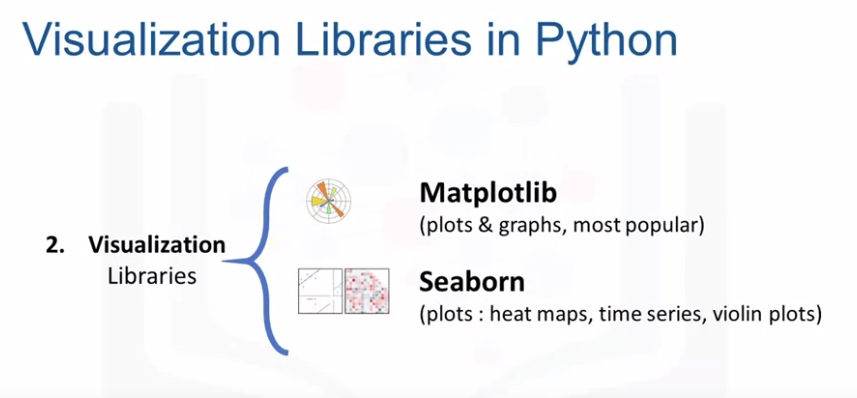 Visualization Libraries in Python
2. Visualization
Libraries
Matplotlib
(plots & graphs, most popular)
Seaborn
(plots : heat maps, time series, violin plots)